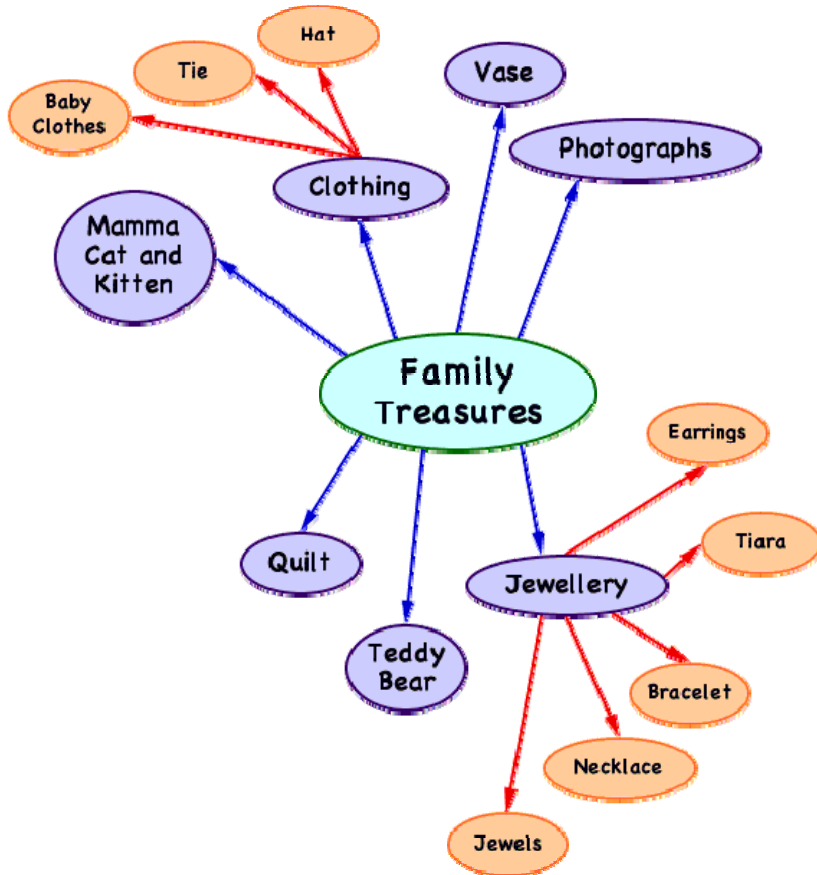 Hat
Tie
Vase
Baby
Clothes
Photographs
Clothing
Mamma
Cat and
Kitten
Family
Treasures
Earrings
Tiara
Quilt
Jewellery
Teddy
Bear
Bracelet
Necklace
Jewels